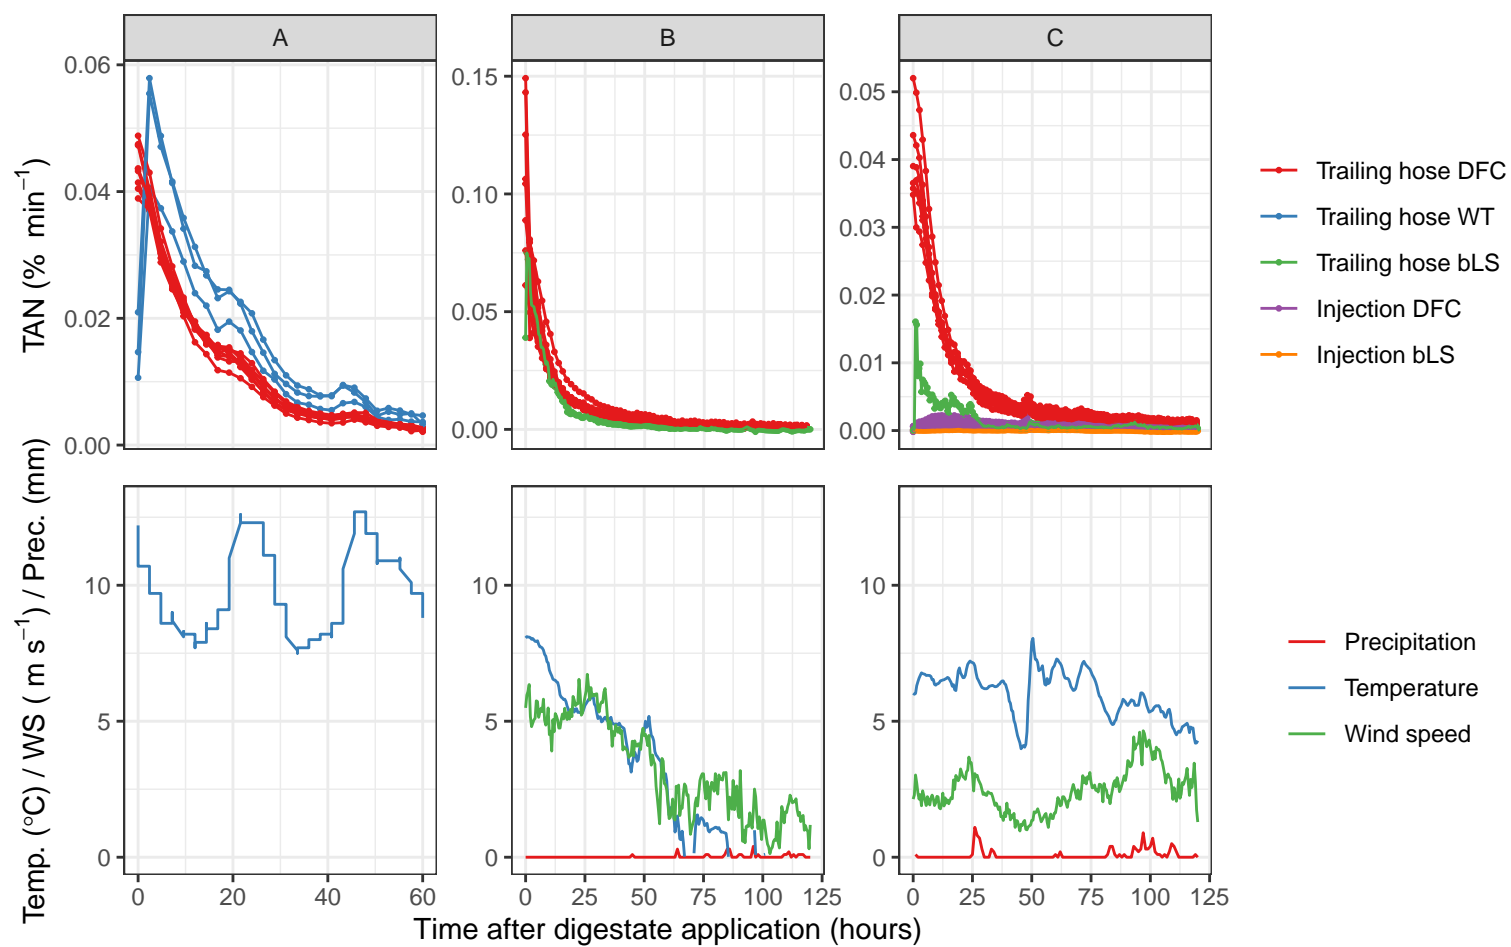 A
B
C
TAN (% min⁻¹)
0.06
0.04
0.02
0.00
0.15
0.10
0.05
0.00
0.05
0.04
0.03
0.02
0.01
0.00
Trailing hose DFC
Trailing hose WT
Trailing hose bLS
Injection DFC
Injection bLS
Temp. (°C) / WS ( m s⁻¹) / Prec. (mm)
10
5
0
10
5
0
10
5
0
Precipitation
Temperature
Wind speed
0 20 40 60
0 25 50 75 100 125
0 25 50 75 100 125
Time after digestate application (hours)